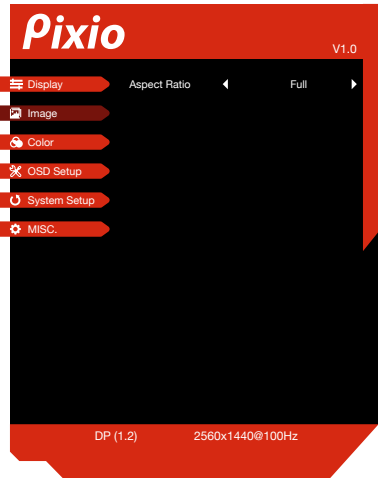 Pixio
V1.0
Display
Aspect Ratio Full
Image
Color
OSD Setup
System Setup
MISC.
DP (1.2) 2560x1440@100Hz